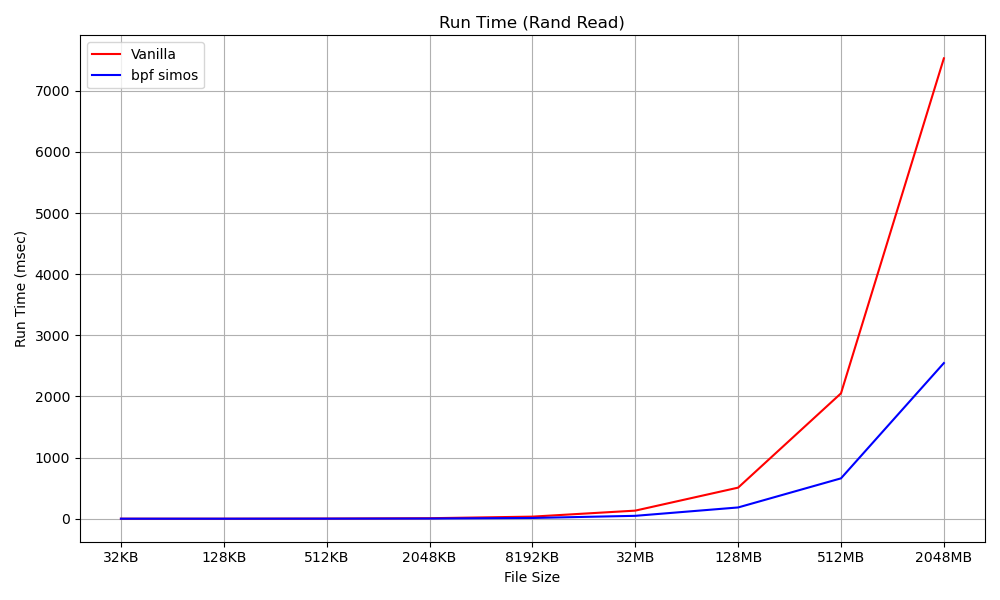 Run Time (Rand Read)
Vanilla
bpf simos
Run Time (msec)
7000
6000
5000
4000
3000
2000
1000
0
32KB 128KB 512KB 2048KB 8192KB 32MB 128MB 512MB 2048MB
File Size